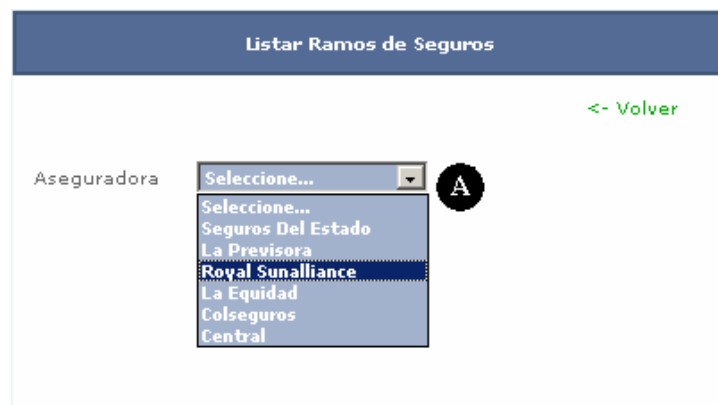 Listar Ramos de Seguros
<- Volver
Aseguradora
Seleccione...
A
Seleccione...
Seguros Del Estado
La Previsora
Royal Sunalliance
La Equidad
Colseguros
Central